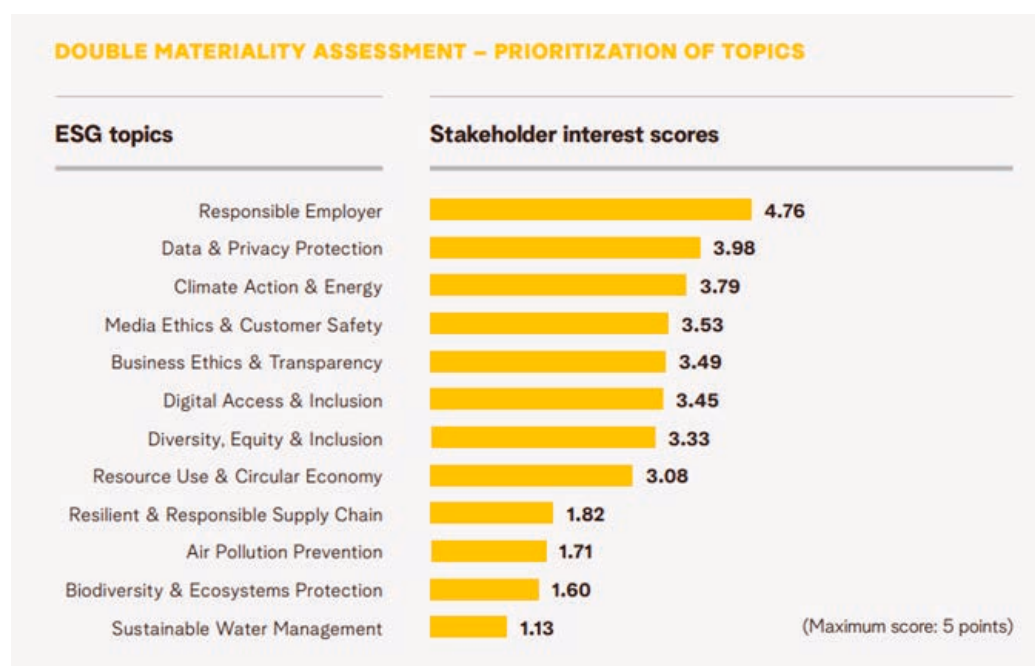 DOUBLE MATERIALITY ASSESSMENT – PRIORITIZATION OF TOPICS
ESG topics Stakeholder interest scores
Responsible Employer 4.76
Data & Privacy Protection 3.98
Climate Action & Energy 3.79
Media Ethics & Customer Safety 3.53
Business Ethics & Transparency 3.49
Digital Access & Inclusion 3.45
Diversity, Equity & Inclusion 3.33
Resource Use & Circular Economy 3.08
Resilient & Responsible Supply Chain 1.82
Air Pollution Prevention 1.71
Biodiversity & Ecosystems Protection 1.60
Sustainable Water Management 1.13 (Maximum score: 5 points)